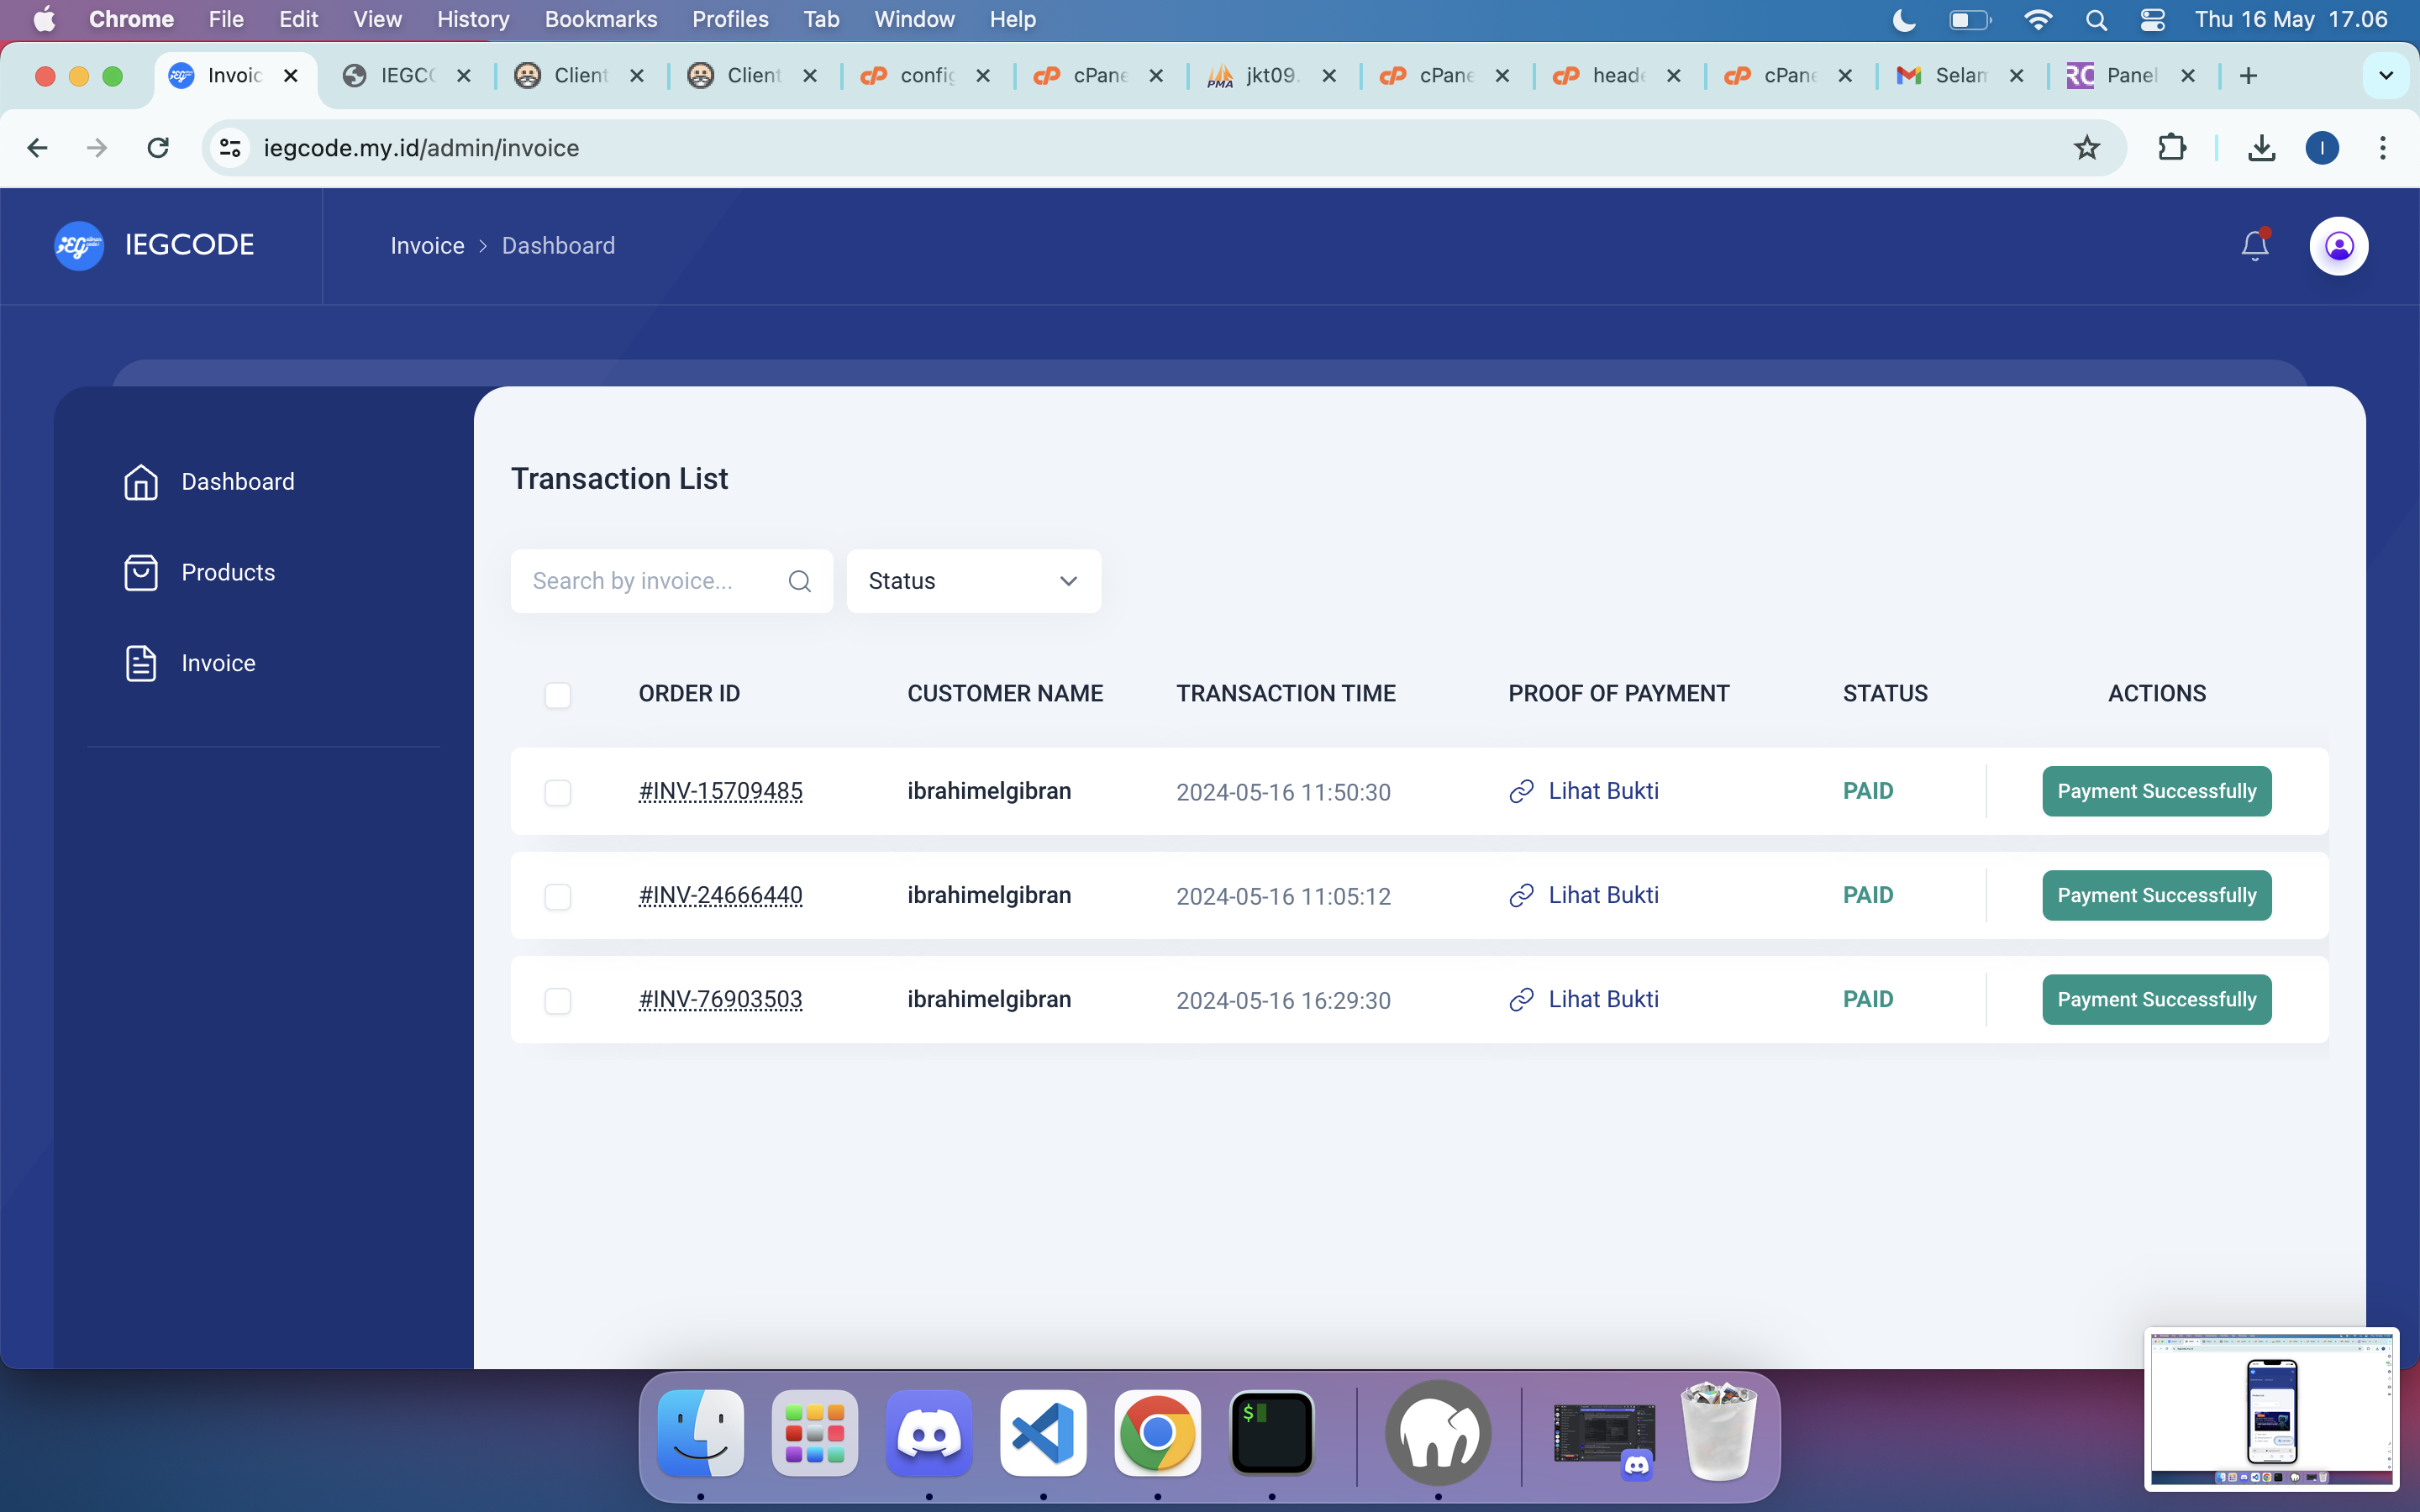 Chrome File Edit View History Bookmarks Profiles Tab Window Help Thu 16 May 17.06
Invoic IEGCO Client Client config cPane PMA jkt09. cPane heade cPane Selam RC Panel
iegcode.my.id/admin/invoice I
IEG IEGCODE Invoice > Dashboard
Dashboard
Products
Invoice
Transaction List
Search by invoice... Status
ORDER ID CUSTOMER NAME TRANSACTION TIME PROOF OF PAYMENT STATUS ACTIONS
#INV-15709485 ibrahimelgibran 2024-05-16 11:50:30 Lihat Bukti PAID Payment Successfully
#INV-24666440 ibrahimelgibran 2024-05-16 11:05:12 Lihat Bukti PAID Payment Successfully
#INV-76903503 ibrahimelgibran 2024-05-16 16:29:30 Lihat Bukti PAID Payment Successfully
$